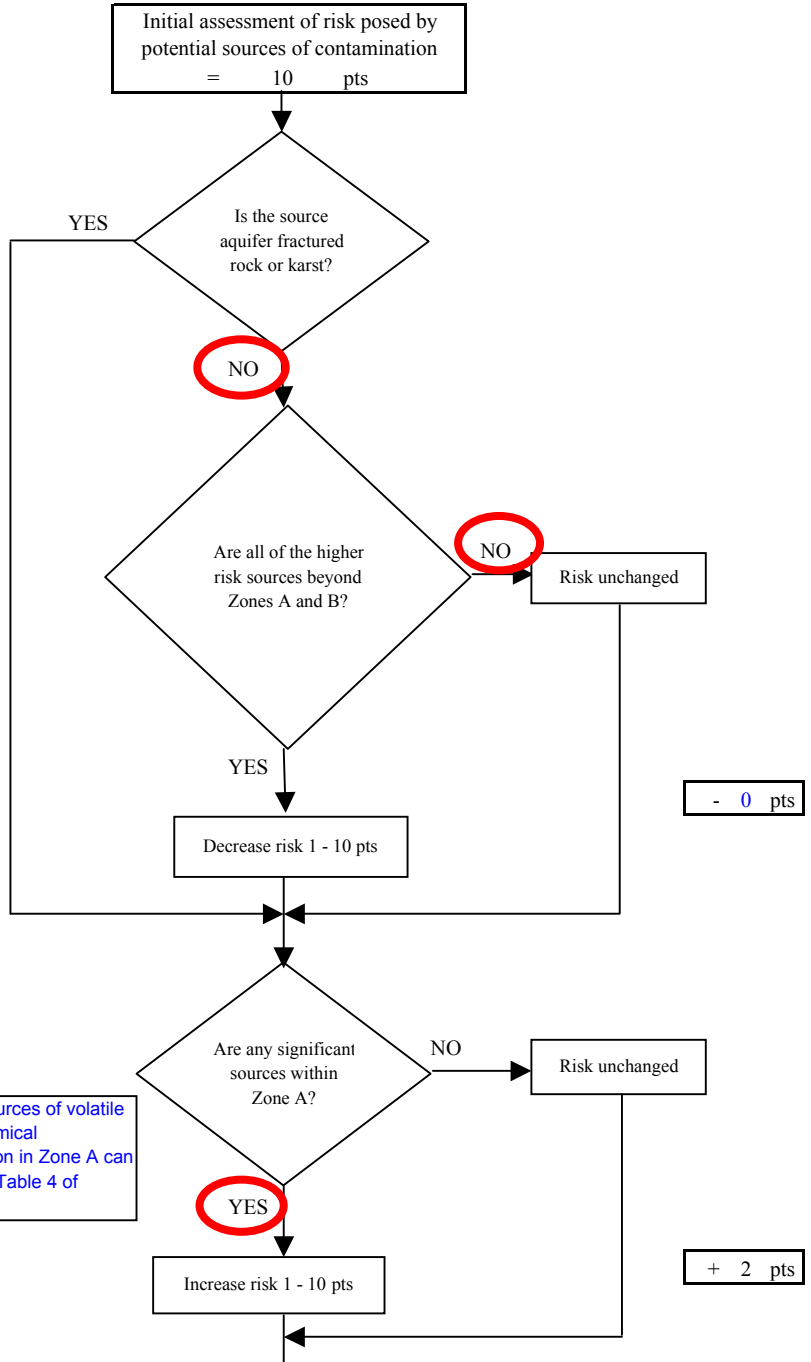 Initial assessment of risk posed by
potential sources of contamination
= 10 pts
Is the source
aquifer fractured
rock or karst?
YES
NO
Are all of the higher
risk sources beyond
Zones A and B?
NO
Risk unchanged
YES
- 0 pts
Decrease risk 1 - 10 pts
Are any significant
sources within
Zone A?
NO
Risk unchanged
urces of volatile
mical
on in Zone A can
Table 4 of
YES
+ 2 pts
Increase risk 1 - 10 pts